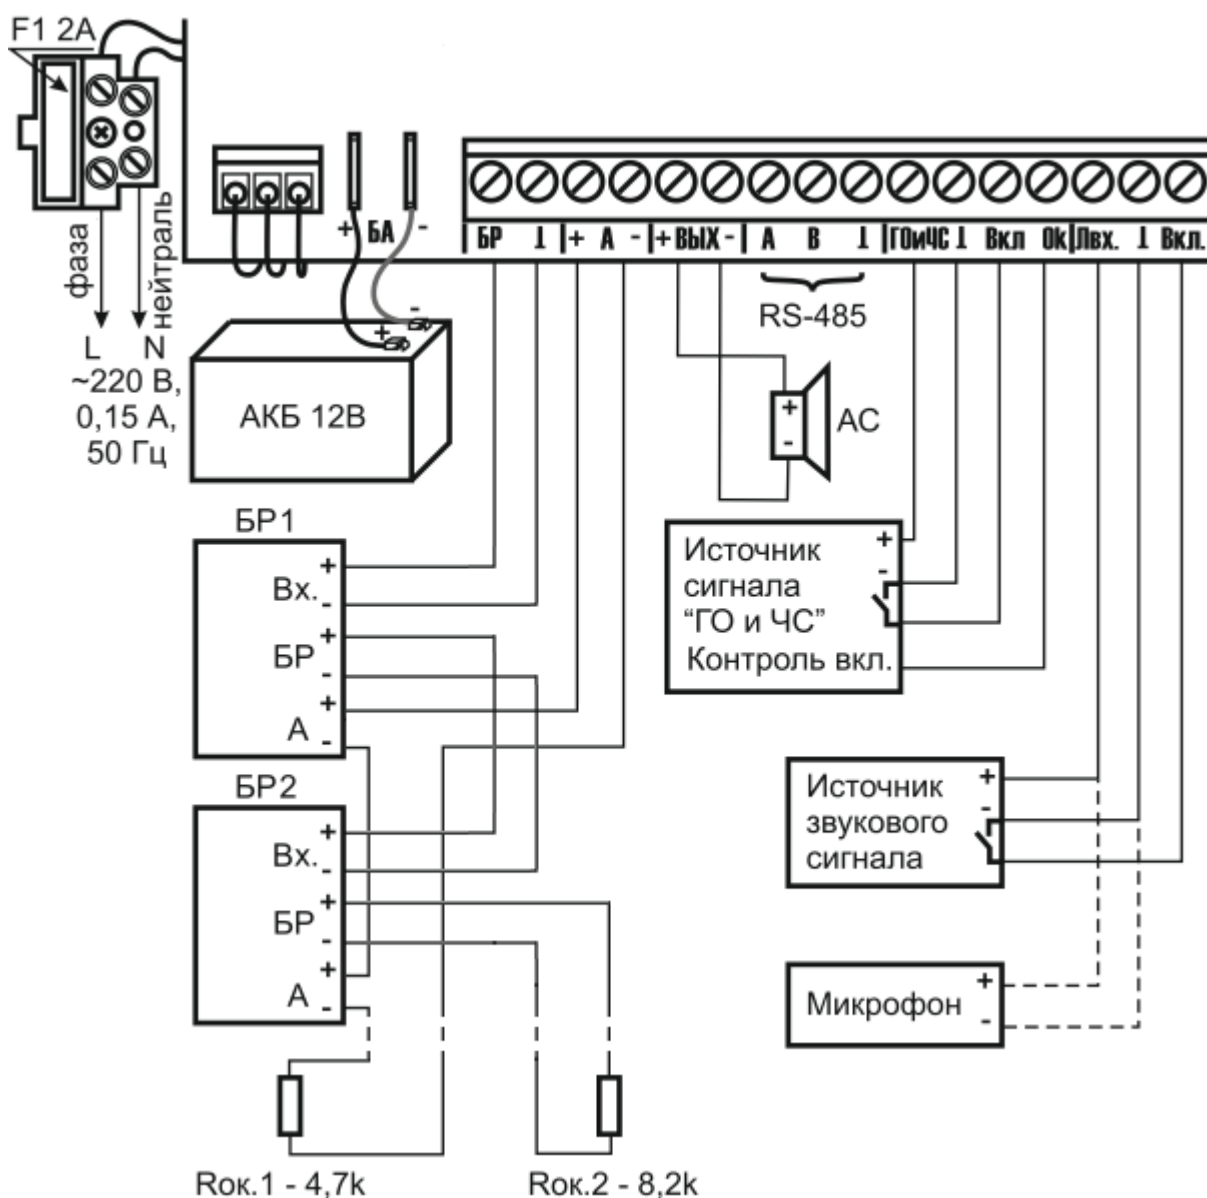 F1 2A
фаза
нейтраль
L N
~220 В,
0,15 А,
50 Гц
+ БА -
+ -
АКБ 12В
БР ⊥ + А - + ВЫХ - А В ⊥ ГОиЧС ⊥ Вкл Ok Лвх. ⊥ Вкл.
RS-485
+
-
АС
БР1
+
Вх.
-
+
БР
-
+
А
-
БР2
+
Вх.
-
+
БР
-
+
А
-
Источник
сигнала
“ГО и ЧС”
Контроль вкл.
+
-
Источник
звукового
сигнала
+
-
Микрофон
+
-
Rок.1 - 4,7k
Rок.2 - 8,2k